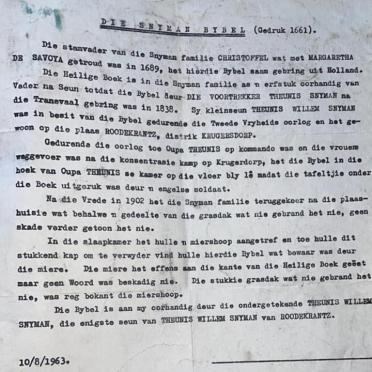 DIE SNYMAN BYBEL (Gedruk 1661).
Die stamvader van die Snyman familie CHRISTOFFEL wat met MARGARETHA
DE SAVOYA getroud was in 1689, het hierdie Bybel saam gebring uit Holland.
Die Heilige Boek is in die Snyman familie as n erfstuk oorhandig van
Vader na Seun totdat die Bybel deur DIE VOORTREKKER THEUNIS SNYMAN na
die Transvaal gebring was in 1838. Sy kleinseun THEUNIS WILLEM SNYMAN
was in besit van die Bybel gedurende die Tweede Vryheids oorlog en het ge-
woon op die plaas ROODEKRANTZ, distrik KRUGERSDORP.
Gedurende die oorlog toe Oupa THEUNIS op kommando was en die vrouem
weggevoer was na die konsentrasie kamp op Krugerdorp, het die Bybel in die
hoek van Oupa THEUNIS se kamer op die vloer bly lê nadat die tafeltjie onder
die Boek uitgoruk was deur n engelse soldaat.
Na die Vrede in 1902 het die Snyman familie teruggekeer na die plaas-
huisie wat behalwe n gedeelte van die grasdak wat nie gebrand het nie, geen
skade verder getoon het nie.
In die slaapkamer het hulle n miershoop aangetref en toe hulle dit
stukkend kap om te verwyder vind hulle hierdie Bybel wat bewaar was deur
die miere. Die miere het effens aan die kante van die Heilige Boek geëet
maar geen Woord was beskadig nie. Die stukkie grasdak wat nie gebrand het
nie, was reg bokant die miershoop.
Die Bybel is aan my oorhandig deur die ondergetekende THEUNIS WILLEM
SNYMAN, die enigste seun van THEUNIS WILLEM SNYMAN van ROODEKRANTZ.
10/8/1963.